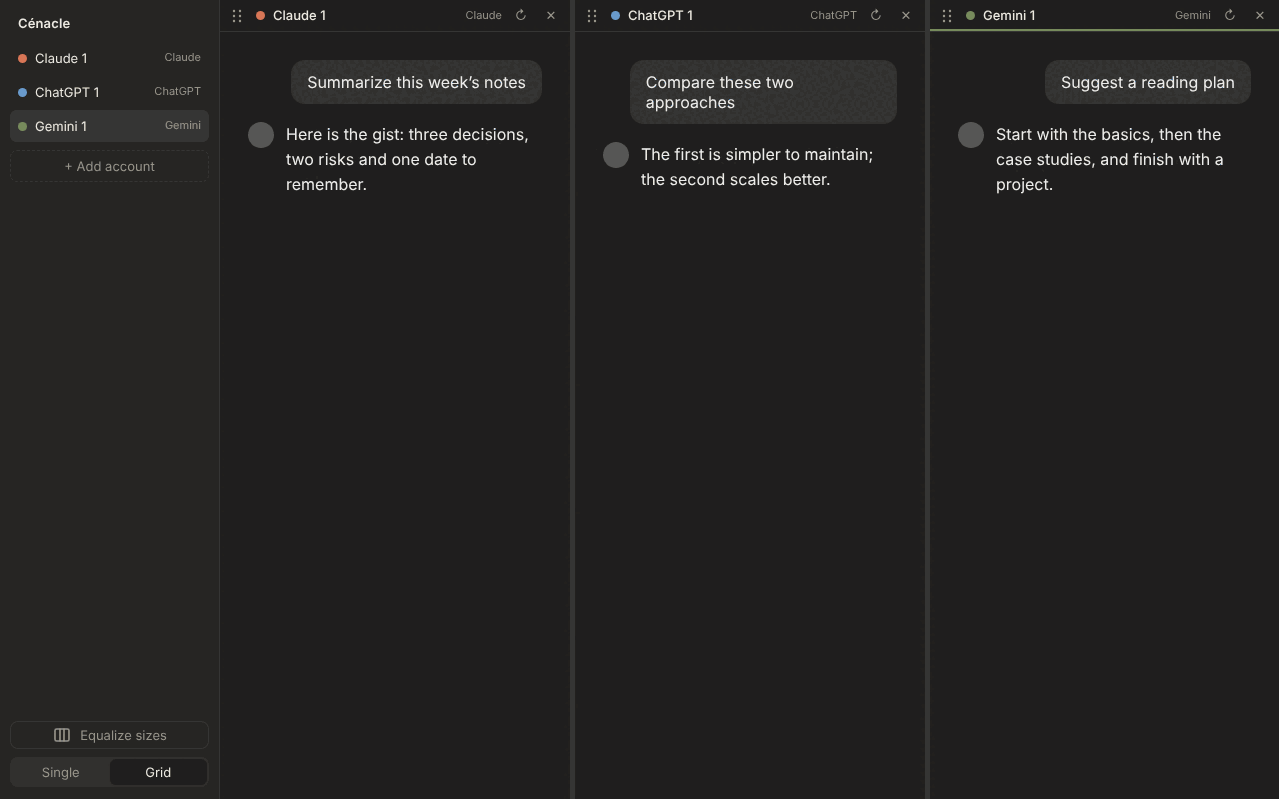 Cénacle
Claude 1 Claude
ChatGPT 1 ChatGPT
Gemini 1 Gemini
+ Add account
Equalize sizes
Single Grid
Claude 1 Claude
Summarize this week’s notes
Here is the gist: three decisions,
two risks and one date to
remember.
ChatGPT 1 ChatGPT
Compare these two
approaches
The first is simpler to maintain;
the second scales better.
Gemini 1 Gemini
Suggest a reading plan
Start with the basics, then the
case studies, and finish with a
project.